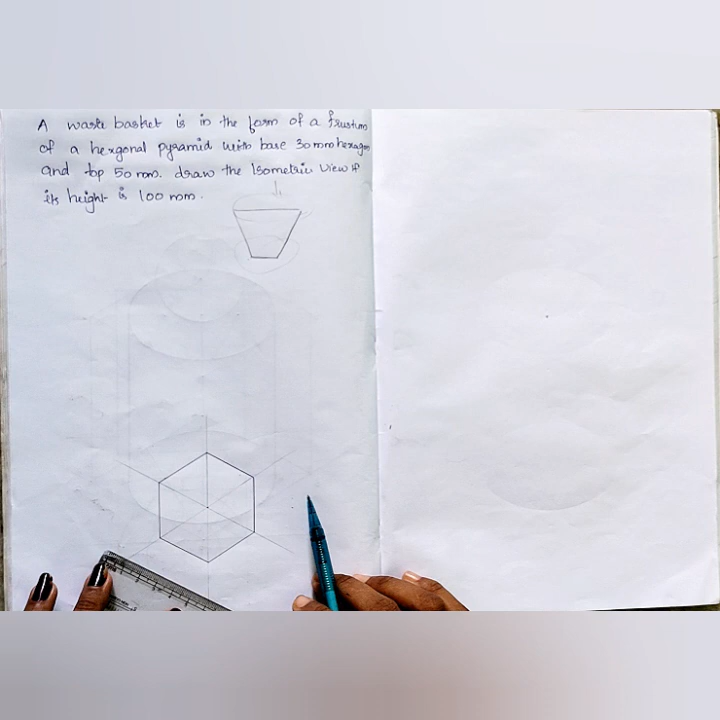 A waste basket is in the form of a frustum
of a hexgonal pyramid with base 30 mm hexagon
and top 50 mm. draw the Isometric View if
its height is 100 mm.